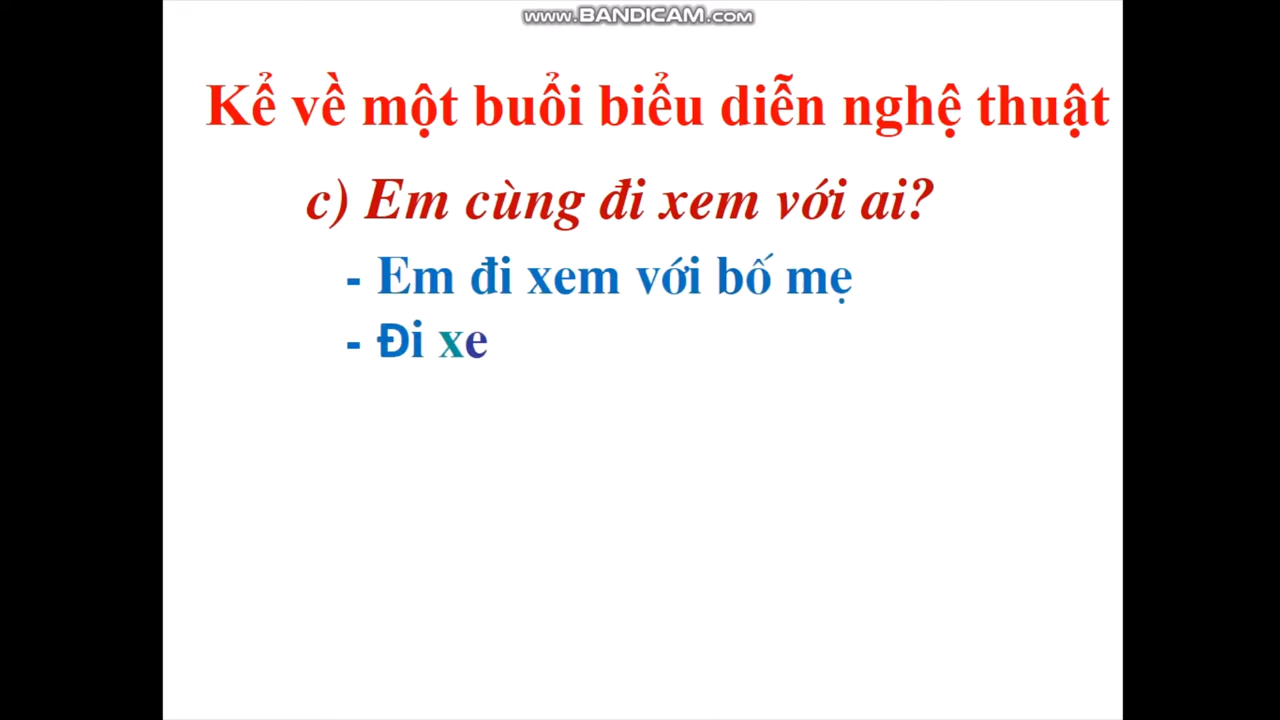 www.BANDICAM.com
Kể về một buổi biểu diễn nghệ thuật
c) Em cùng đi xem với ai?
- Em đi xem với bố mẹ
- Đi xe